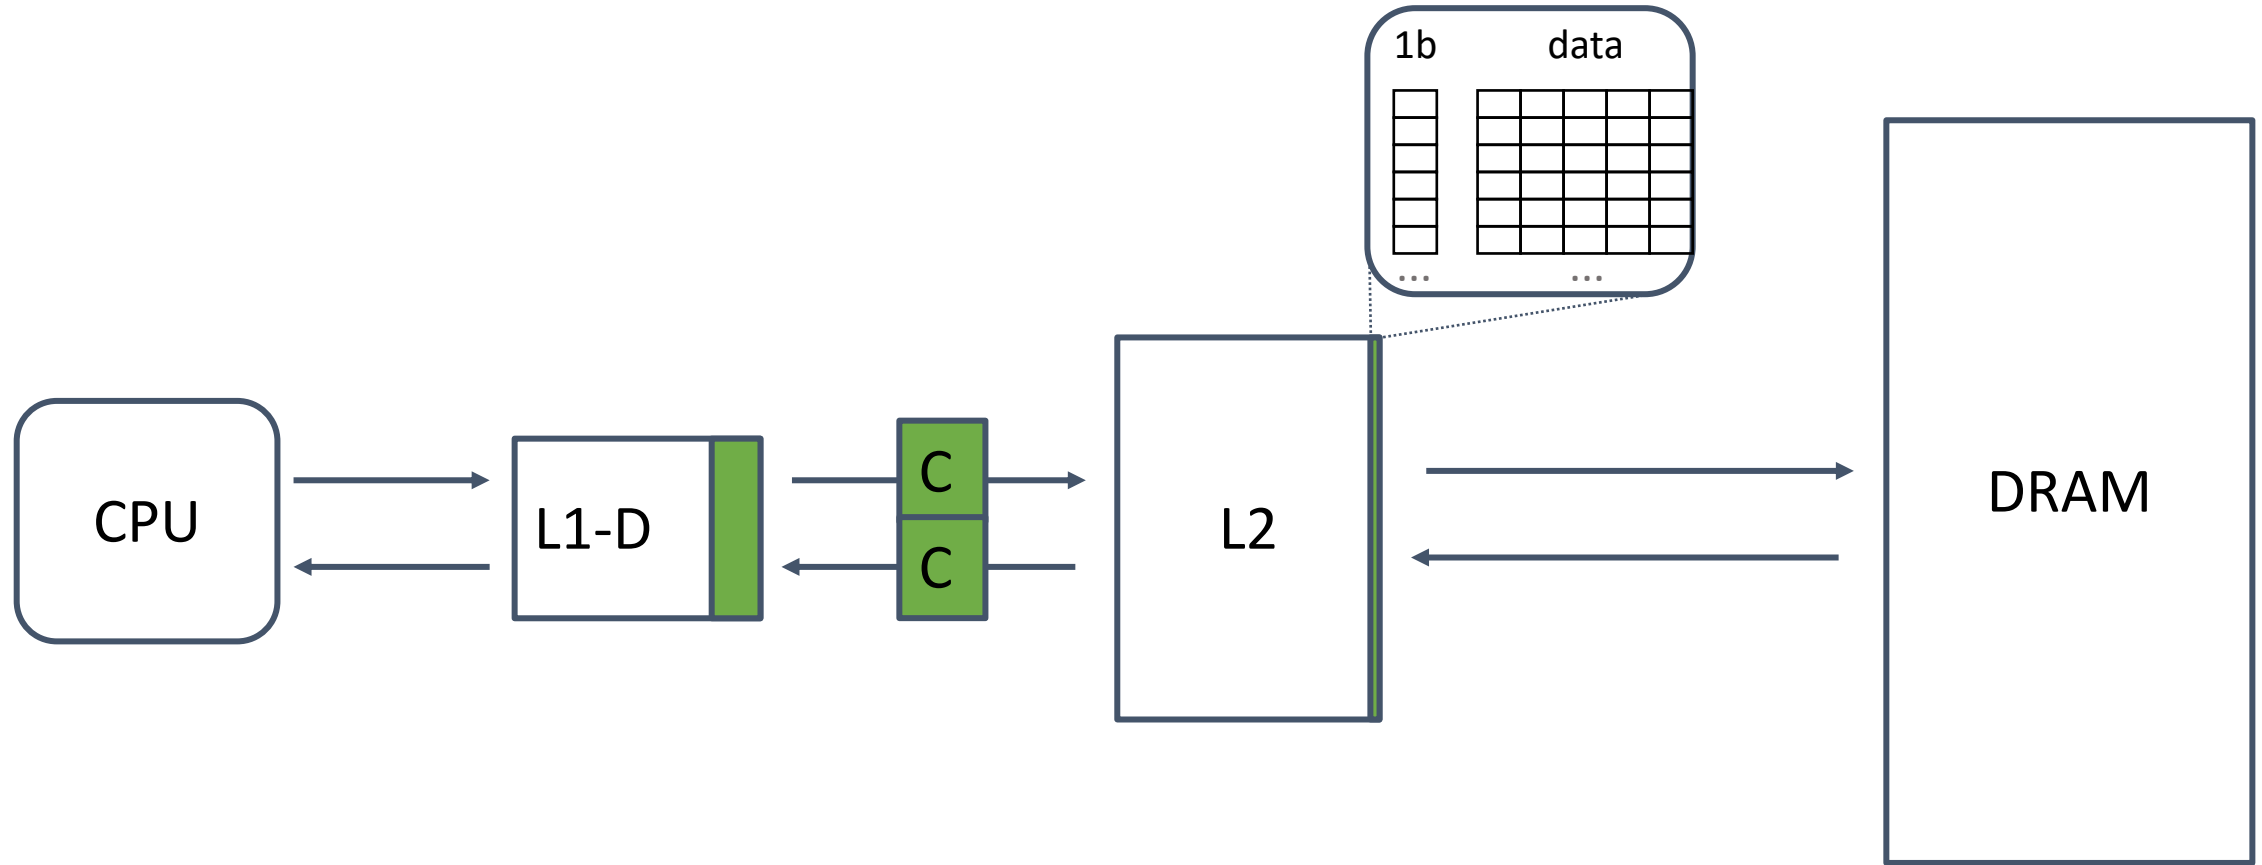 1b
data
...
...
CPU
L1-D
C
C
L2
DRAM